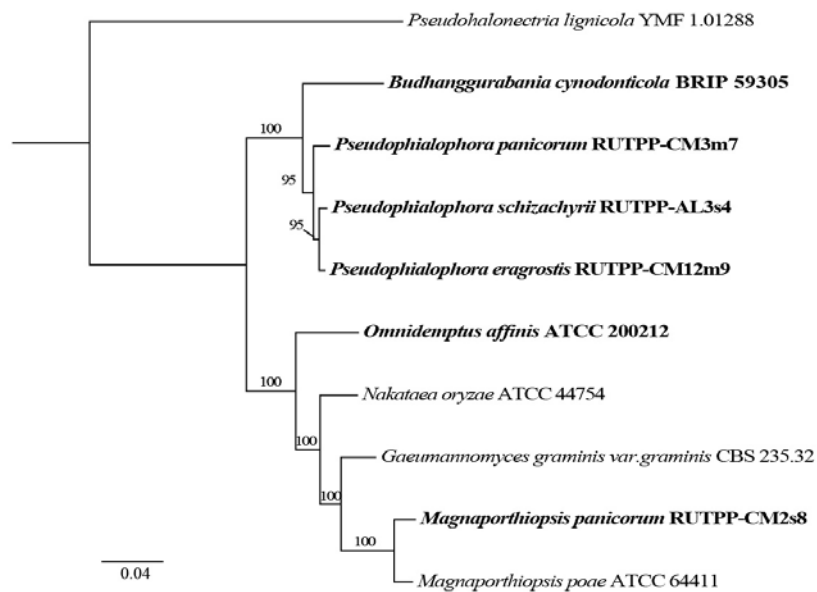 Pseudohalonectria lignicola YMF 1.01288
Budhanggurabania cynodonticola BRIP 59305
100
Pseudophialophora panicorum RUTPP-CM3m7
95
Pseudophialophora schizachyrii RUTPP-AL3s4
95
Pseudophialophora eragrostis RUTPP-CM12m9
Omnidemptus affinis ATCC 200212
100
Nakataea oryzae ATCC 44754
100
Gaeumannomyces graminis var.graminis CBS 235.32
100
Magnaporthiopsis panicorum RUTPP-CM2s8
100
0.04
Magnaporthiopsis poae ATCC 64411